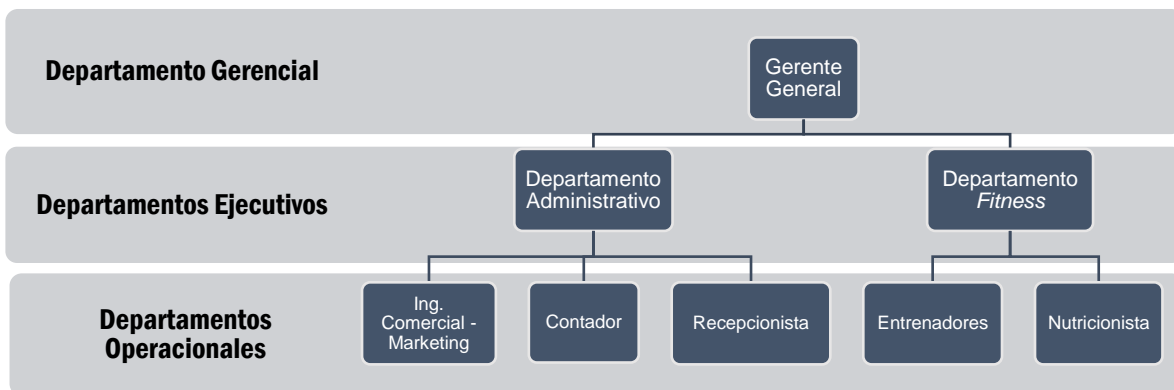 Departamento Gerencial
Gerente
General
Departamentos Ejecutivos
Departamento
Administrativo
Departamento
Fitness
Departamentos
Operacionales
Ing.
Comercial -
Marketing
Contador
Recepcionista
Entrenadores
Nutricionista